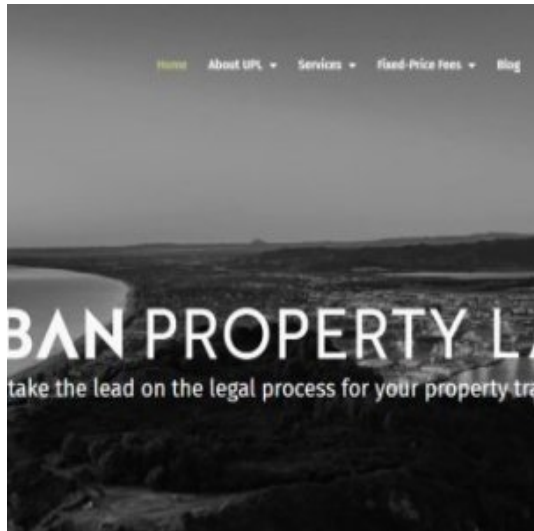 Home About UPL Services Fixed-Price Fees Blog
BAN PROPERTY LA
take the lead on the legal process for your property tra